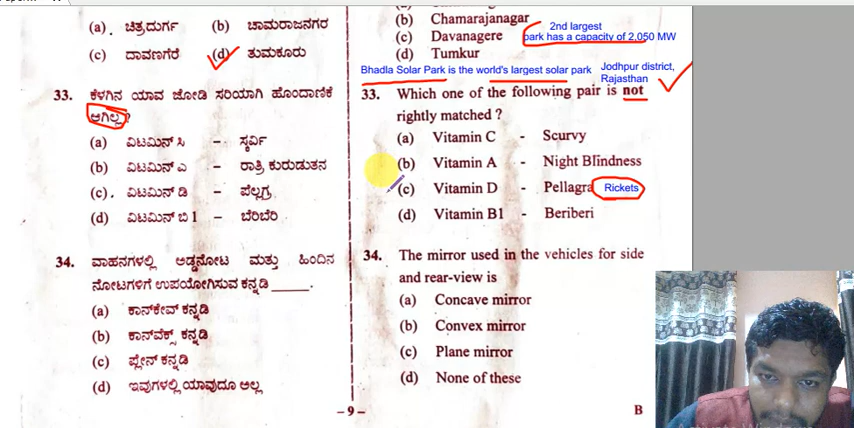 (a). ಚಿತ್ರದುರ್ಗ (b) ಚಾಮರಾಜನಗರ
(c) ದಾವಣಗೆರೆ (d) ತುಮಕೂರು
33. ಕೆಳಗಿನ ಯಾವ ಜೋಡಿ ಸರಿಯಾಗಿ ಹೊಂದಾಣಿಕೆ
ಆಗಿಲ್ಲ?
(a) ವಿಟಮಿನ್ ಸಿ - ಸ್ಕರ್ವಿ
(b) ವಿಟಮಿನ್ ಎ - ರಾತ್ರಿ ಕುರುಡುತನ
(c). ವಿಟಮಿನ್ ಡಿ - ಪೆಲ್ಲಗ್ರ
(d) ವಿಟಮಿನ್ ಬಿ 1 - ಬೆರಿಬೆರಿ
34. ವಾಹನಗಳಲ್ಲಿ ಅಡ್ಡನೋಟ ಮತ್ತು ಹಿಂದಿನ
ನೋಟಗಳಿಗೆ ಉಪಯೋಗಿಸುವ ಕನ್ನಡಿ ______.
(a) ಕಾನ್‌ಕೇವ್ ಕನ್ನಡಿ
(b) ಕಾನ್‌ವೆಕ್ಸ್ ಕನ್ನಡಿ
(c) ಪ್ಲೇನ್ ಕನ್ನಡಿ
(d) ಇವುಗಳಲ್ಲಿ ಯಾವುದೂ ಅಲ್ಲ
(b) Chamarajanagar
2nd largest
(c) Davanagere park has a capacity of 2,050 MW
(d) Tumkur
Bhadla Solar Park is the world's largest solar park Jodhpur district,
Rajasthan
33. Which one of the following pair is not
rightly matched ?
(a) Vitamin C - Scurvy
(b) Vitamin A - Night Blindness
(c) Vitamin D - Pellagra Rickets
(d) Vitamin B1 - Beriberi
34. The mirror used in the vehicles for side
and rear-view is
(a) Concave mirror
(b) Convex mirror
(c) Plane mirror
(d) None of these
- 9 - B